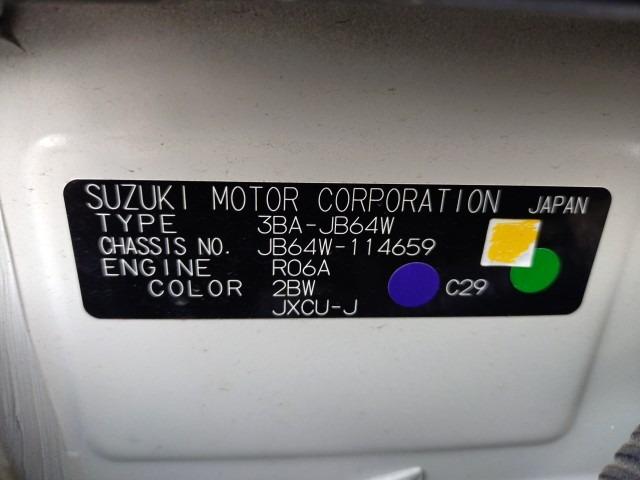 SUZUKI MOTOR CORPORATION JAPAN
TYPE 3BA-JB64W
CHASSIS NO. JB64W-114659
ENGINE R06A
COLOR 2BW C29
JXCU-J